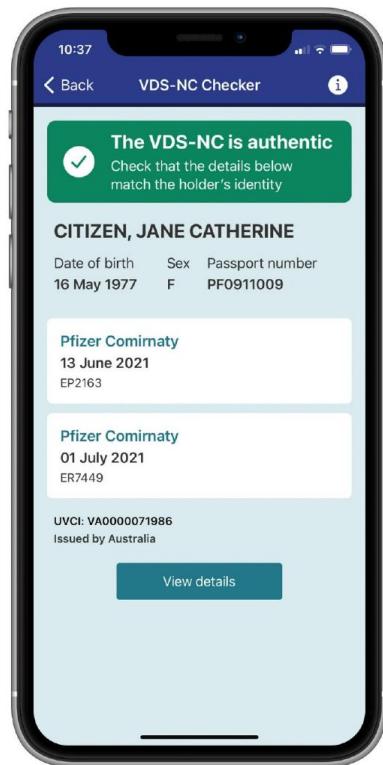 10:37
Back VDS-NC Checker i
The VDS-NC is authentic
Check that the details below
match the holder's identity
CITIZEN, JANE CATHERINE
Date of birth Sex Passport number
16 May 1977 F PF0911009
Pfizer Comirnaty
13 June 2021
EP2163
Pfizer Comirnaty
01 July 2021
ER7449
UVCI: VA0000071986
Issued by Australia
View details